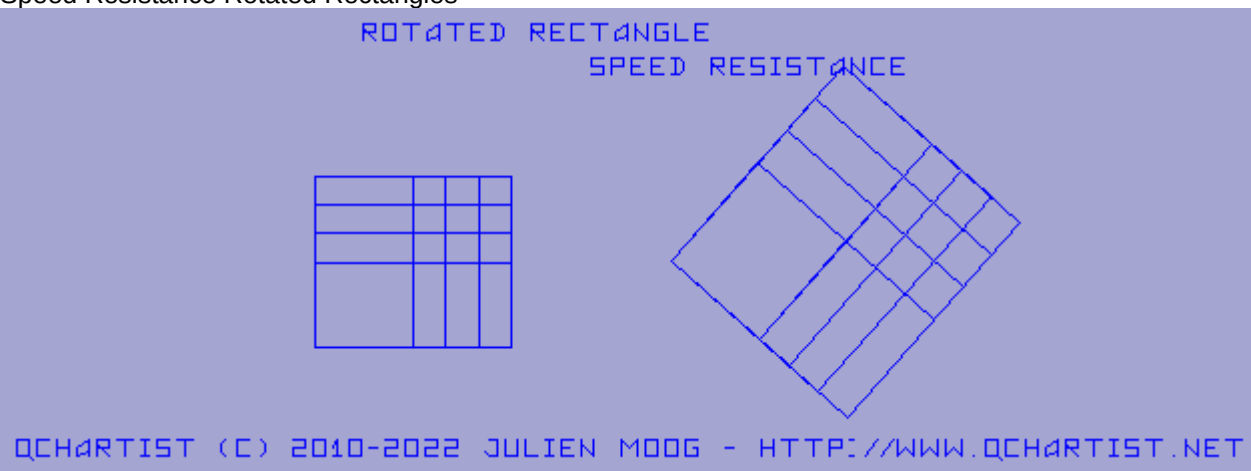 Speed Resistance Rotated Rectangles
ROTATED RECTANGLE
SPEED RESISTANCE
QCHARTIST (C) 2010-2022 JULIEN MOOG - HTTP://WWW.QCHARTIST.NET